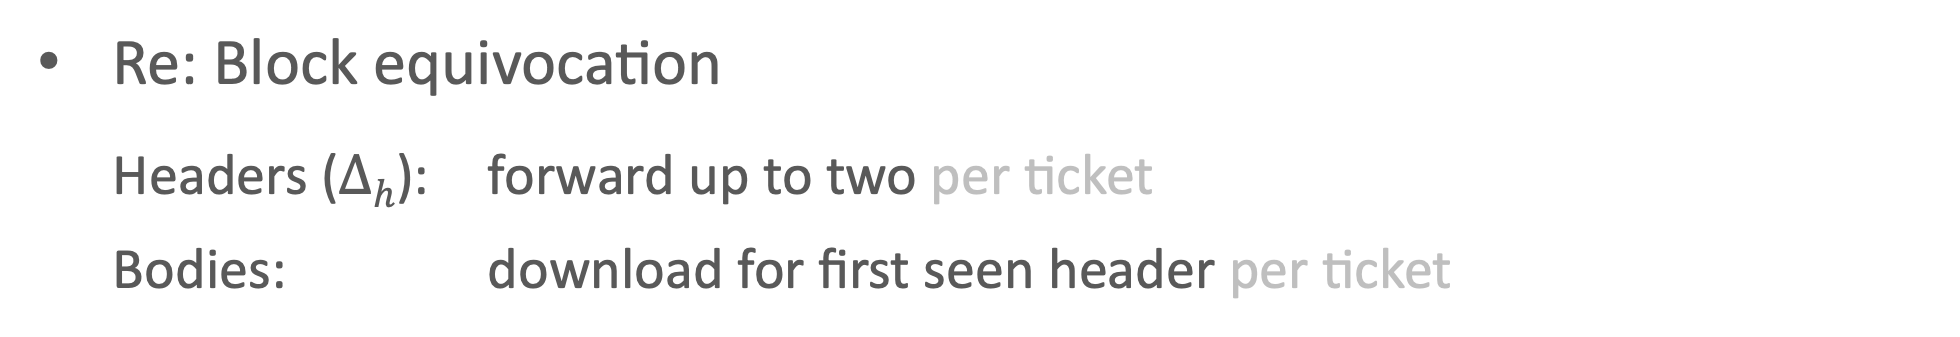 • Re: Block equivocation
Headers (Δₕ): forward up to two per ticket
Bodies: download for first seen header per ticket